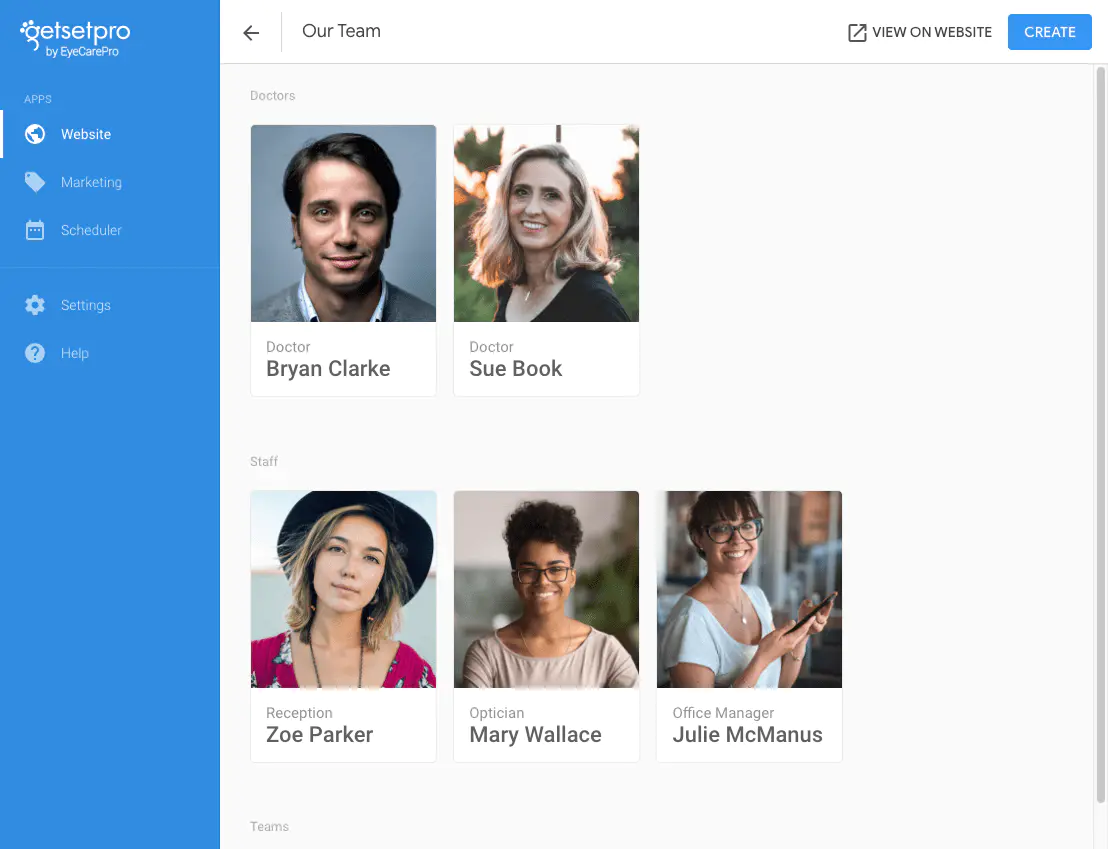 getsetpro
by EyeCarePro
APPS
Website
Marketing
Scheduler
Settings
Help
Our Team
VIEW ON WEBSITE
CREATE
Doctors
Doctor
Bryan Clarke
Doctor
Sue Book
Staff
Reception
Zoe Parker
Optician
Mary Wallace
Office Manager
Julie McManus
Teams